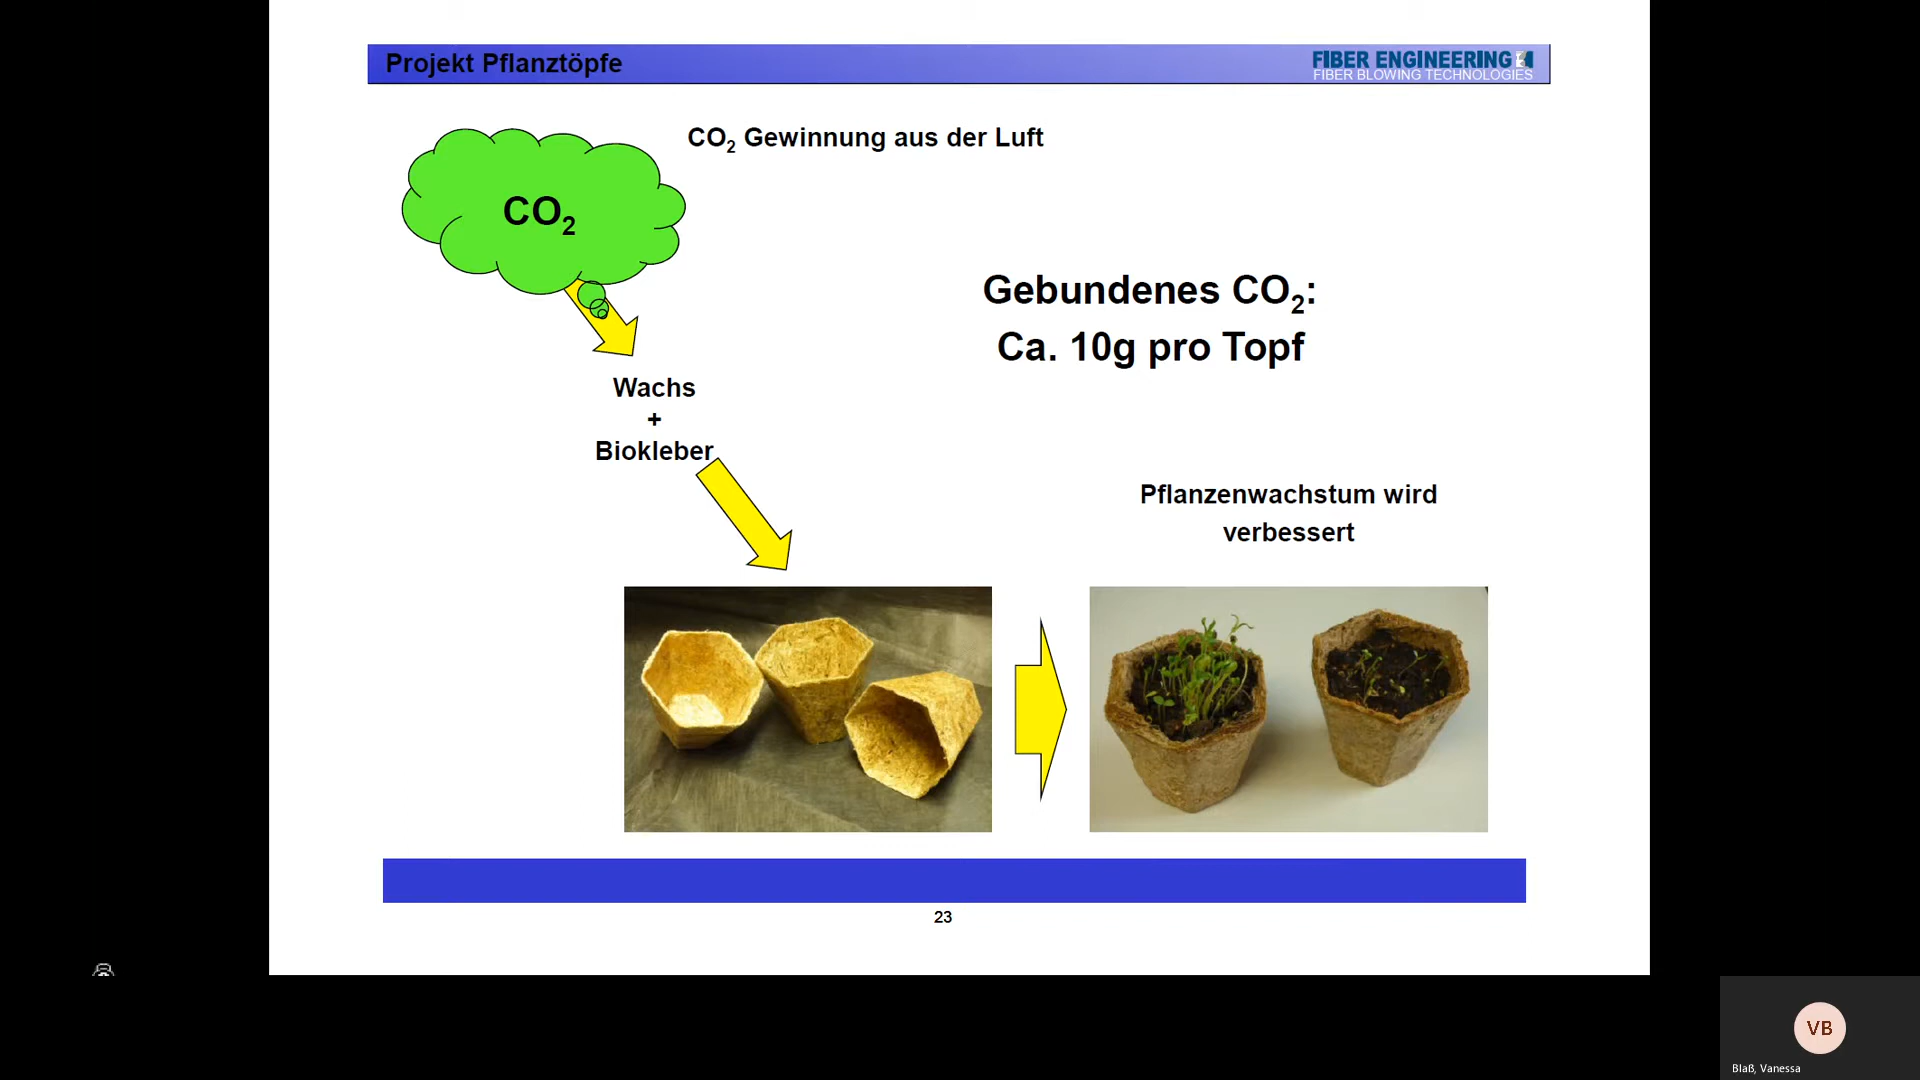 Projekt Pflanztöpfe
FIBER ENGINEERING
FIBER BLOWING TECHNOLOGIES
CO₂ Gewinnung aus der Luft
CO₂
Gebundenes CO₂:
Ca. 10g pro Topf
Wachs
+
Biokleber
Pflanzenwachstum wird
verbessert
23
VB
Blaß, Vanessa